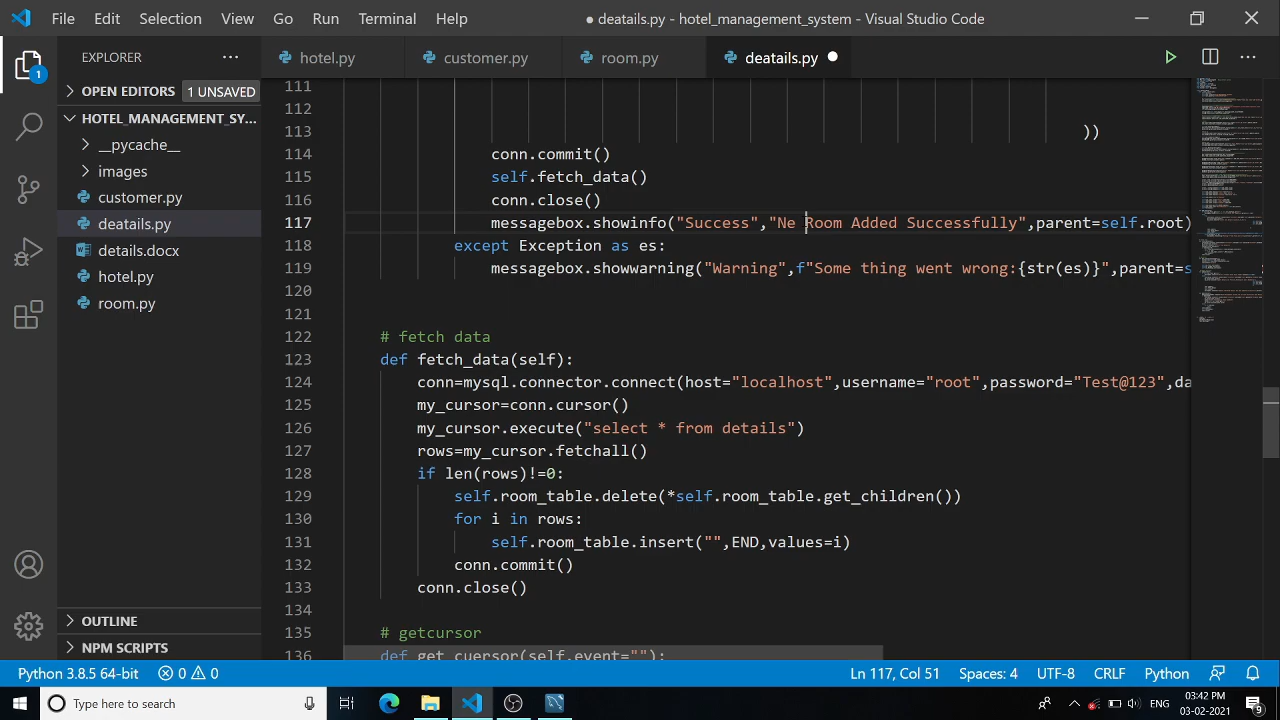 File Edit Selection View Go Run Terminal Help ● deatails.py - hotel_management_system - Visual Studio Code
EXPLORER
hotel.py customer.py room.py deatails.py
OPEN EDITORS 1 UNSAVED
HOTEL_MANAGEMENT_SY...
__pycache__
images
customer.py
deatails.py
details.docx
hotel.py
room.py
OUTLINE
NPM SCRIPTS
1
111
112
113 ))
114 conn.commit()
115 self.fetch_data()
116 conn.close()
117 messagebox.showinfo("Success","No Room Added Successfully",parent=self.root)
118 except Exception as es:
119 messagebox.showwarning("Warning",f"Some thing went wrong:{str(es)}",parent=s
120
121
122 # fetch data
123 def fetch_data(self):
124 conn=mysql.connector.connect(host="localhost",username="root",password="Test@123",da
125 my_cursor=conn.cursor()
126 my_cursor.execute("select * from details")
127 rows=my_cursor.fetchall()
128 if len(rows)!=0:
129 self.room_table.delete(*self.room_table.get_children())
130 for i in rows:
131 self.room_table.insert("",END,values=i)
132 conn.commit()
133 conn.close()
134
135 # getcursor
136 def get_cuersor(self,event=""):
Python 3.8.5 64-bit 0 0 Ln 117, Col 51 Spaces: 4 UTF-8 CRLF Python
Type here to search ENG 03:42 PM
03-02-2021 9